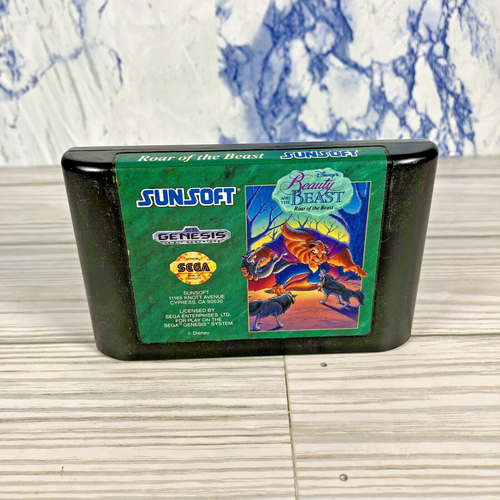 Roar of the Beast SUNSOFT
SUNSOFT
GENESIS
SEGA
SUNSOFT
11165 KNOTT AVENUE
CYPRESS, CA 90630
LICENSED BY
SEGA ENTERPRISES LTD.
FOR PLAY ON THE
SEGA® GENESIS™ SYSTEM
© Disney
Disney's
Beauty
AND THE
BEAST
Roar of the Beast